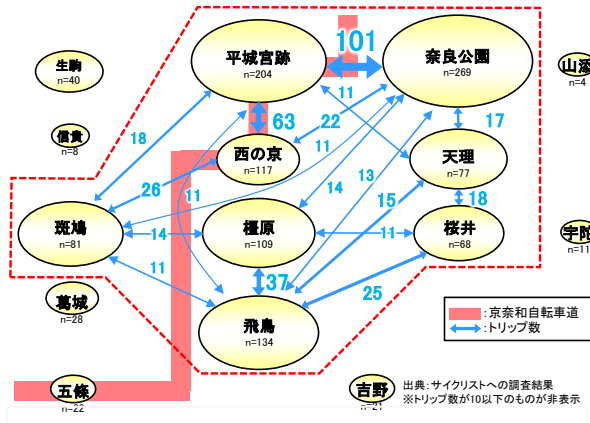 101
平城宮跡
n=204
奈良公園
n=269
生駒
n=40
山添
n=4
11
63
22
17
信貴
n=8
18
11
西の京
n=117
天理
n=77
26
11
14
13
15
18
斑鳩
n=81
14
橿原
n=109
11
桜井
n=68
宇陀
n=11
11
37
25
葛城
n=28
飛鳥
n=134
:京奈和自転車道
:トリップ数
五條
n=22
吉野
n=21
出典:サイクリストへの調査結果
※トリップ数が10以下のものが非表示